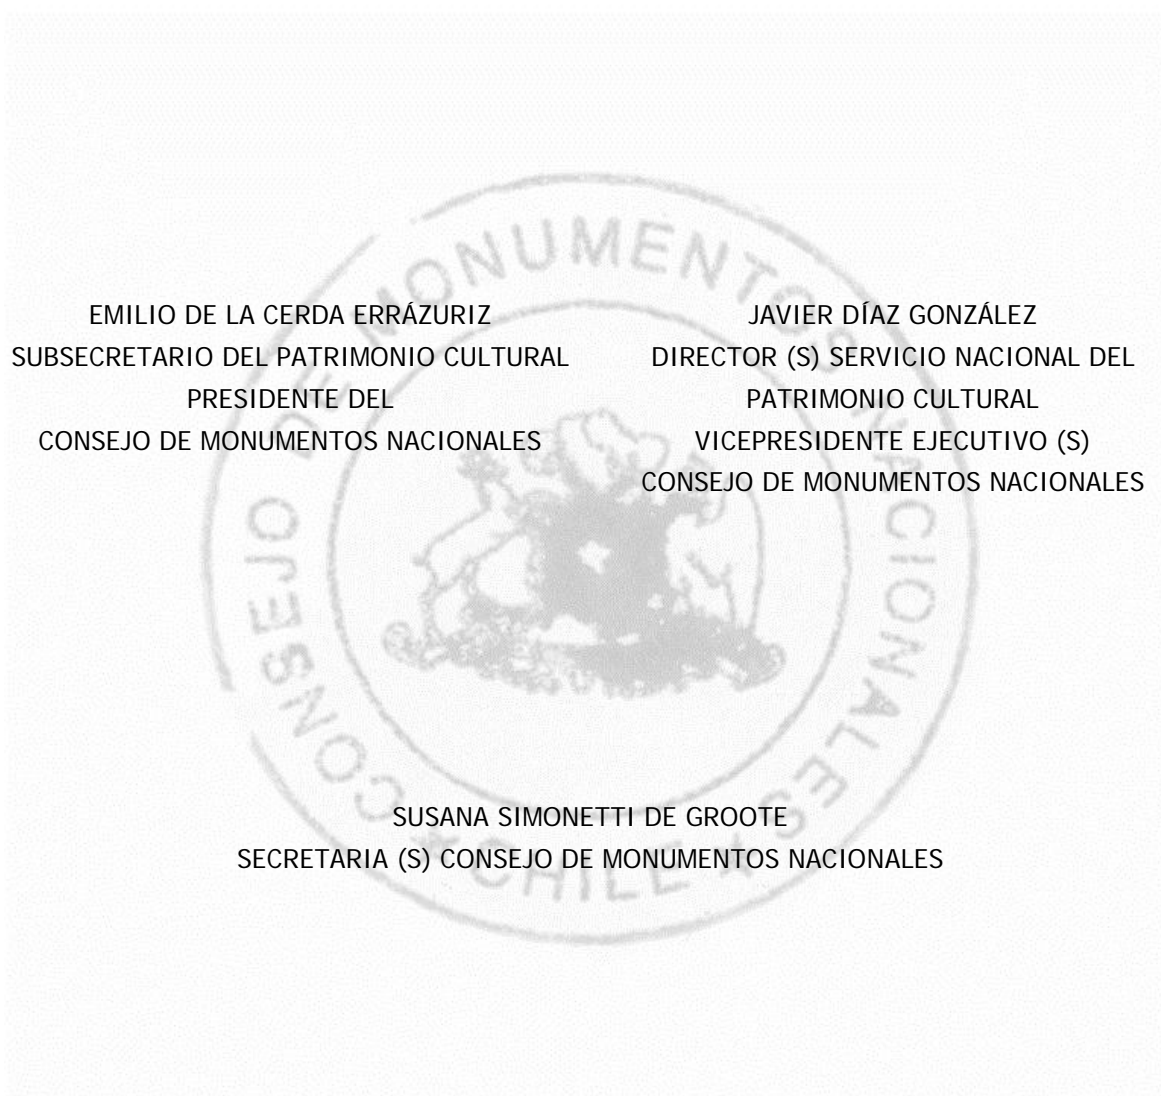 EMILIO DE LA CERDA ERRÁZURIZ
SUBSECRETARIO DEL PATRIMONIO CULTURAL
PRESIDENTE DEL
CONSEJO DE MONUMENTOS NACIONALES
JAVIER DÍAZ GONZÁLEZ
DIRECTOR (S) SERVICIO NACIONAL DEL
PATRIMONIO CULTURAL
VICEPRESIDENTE EJECUTIVO (S)
CONSEJO DE MONUMENTOS NACIONALES
SUSANA SIMONETTI DE GROOTE
SECRETARIA (S) CONSEJO DE MONUMENTOS NACIONALES
CONSEJO DE MONUMENTOS NACIONALES
* CHILE *